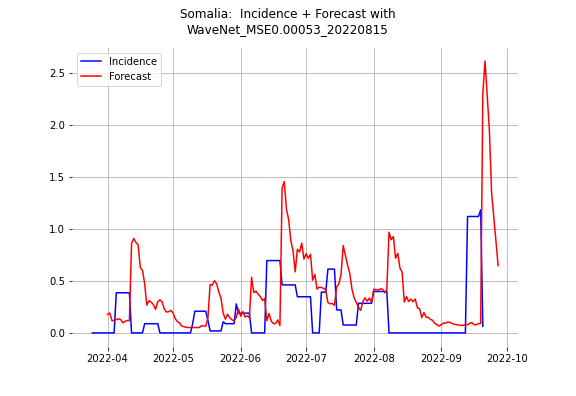 Somalia:  Incidence + Forecast with
WaveNet_MSE0.00053_20220815
Incidence
Forecast
2.5
2.0
1.5
1.0
0.5
0.0
2022-04 2022-05 2022-06 2022-07 2022-08 2022-09 2022-10